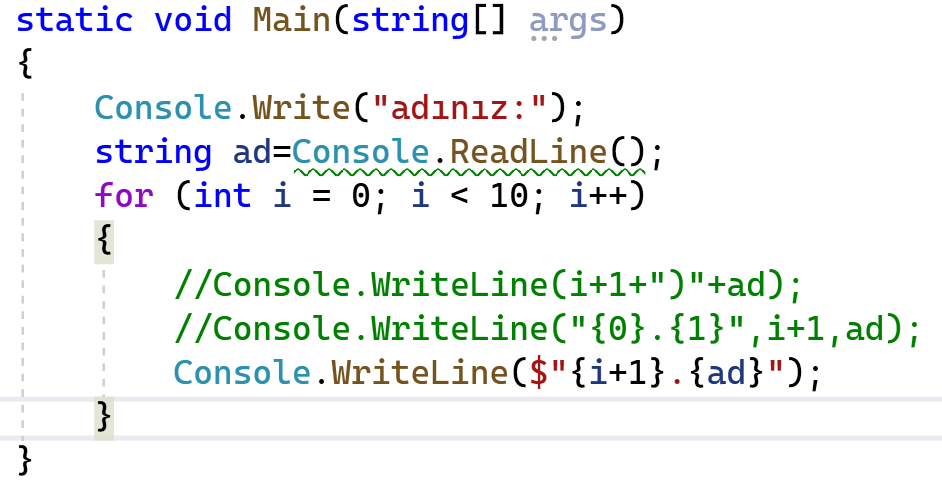 static void Main(string[] args)
{
    Console.Write("adınız:");
    string ad=Console.ReadLine();
    for (int i = 0; i < 10; i++)
    {
        //Console.WriteLine(i+1+")"+ad);
        //Console.WriteLine("{0}.{1}",i+1,ad);
        Console.WriteLine($"{i+1}.{ad}");
    }
}